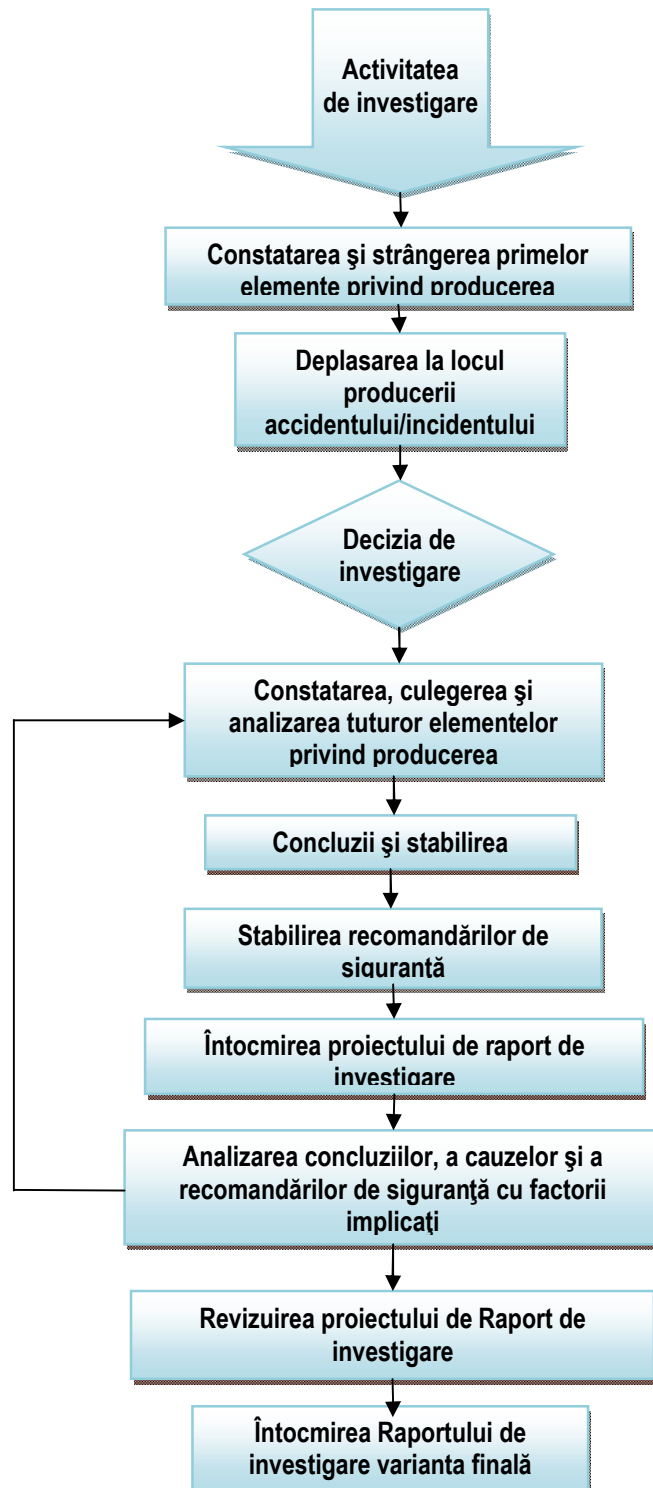 Activitatea
de investigare
Constatarea şi strângerea primelor
elemente privind producerea
Deplasarea la locul
producerii
accidentului/incidentului
Decizia de
investigare
Constatarea, culegerea şi
analizarea tuturor elementelor
privind producerea
Concluzii şi stabilirea
Stabilirea recomandărilor de
siguranţă
Întocmirea proiectului de raport de
investigare
Analizarea concluziilor, a cauzelor şi a
recomandărilor de siguranţă cu factorii
implicaţi
Revizuirea proiectului de Raport de
investigare
Întocmirea Raportului de
investigare varianta finală